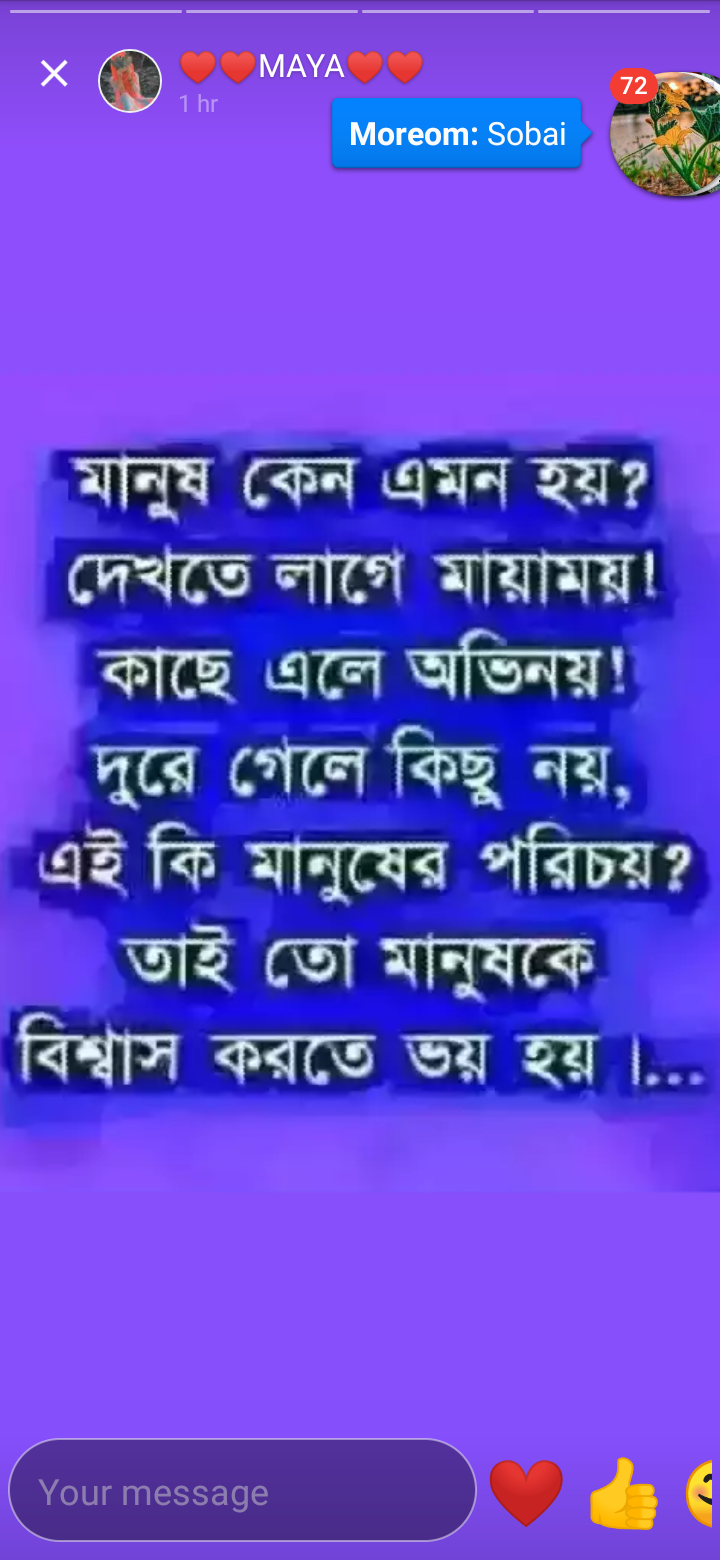 ❤️❤️MAYA❤️❤️
1 hr
72
Moreom: Sobai
মানুষ কেন এমন হয়?
দেখতে লাগে মায়াময়!
কাছে এলে অভিনয়!
দুরে গেলে কিছু নয়,
এই কি মানুষের পরিচয়?
তাই তো মানুষকে
বিশ্বাস করতে ভয় হয় ।...
Your message